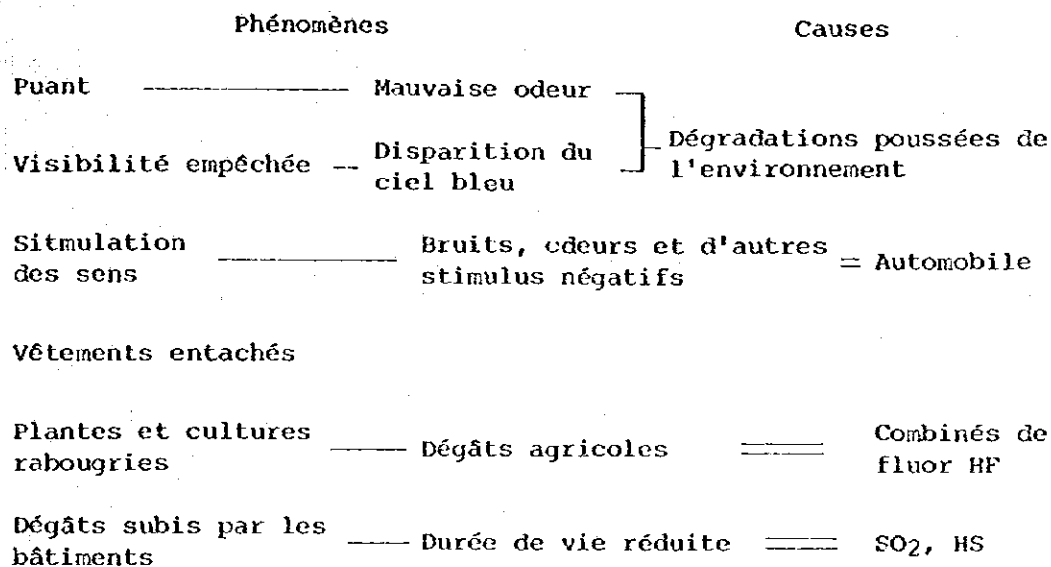 Phénomènes Causes
Puant Mauvaise odeur
Dégradations poussées de
l'environnement
Visibilité empêchée Disparition du
ciel bleu
Sitmulation
des sens
Bruits, cdeurs et d'autres
stimulus négatifs
= Automobile
Vêtements entachés
Plantes et cultures
rabougries
Dégâts agricoles
Combinés de
fluor HF
Dégâts subis par les
bâtiments
Durée de vie réduite
SO2, HS